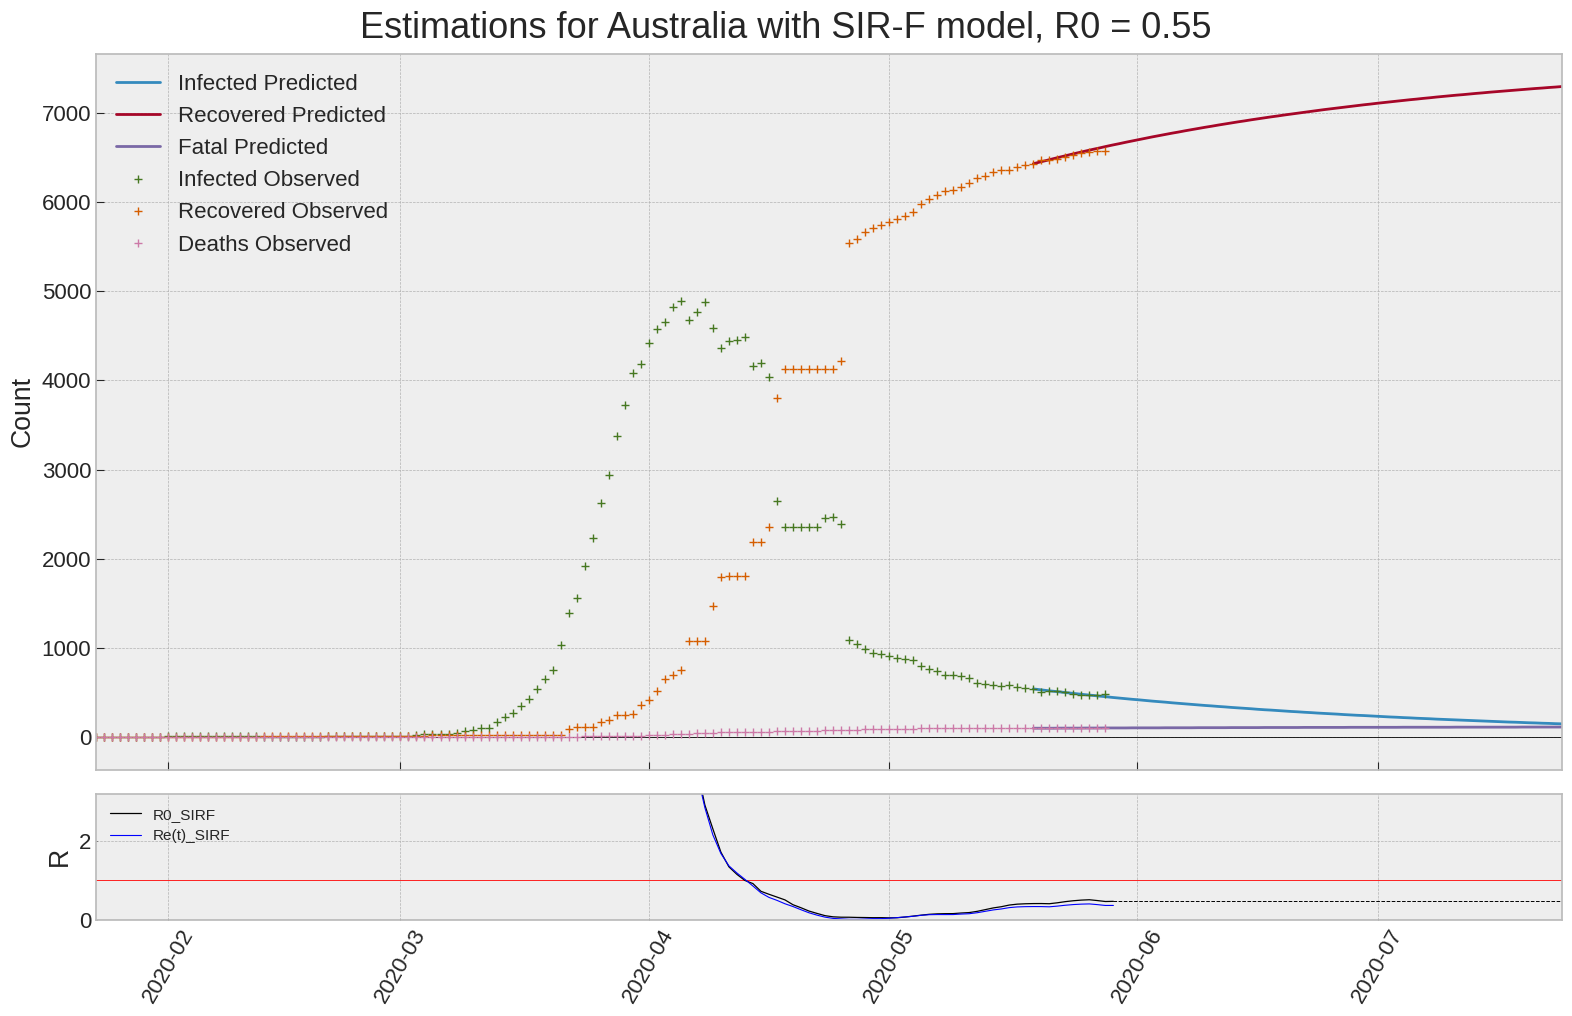 Estimations for Australia with SIR-F model, R0 = 0.55
Infected Predicted
Recovered Predicted
Fatal Predicted
Infected Observed
Recovered Observed
Deaths Observed
Count
7000
6000
5000
4000
3000
2000
1000
0
R0_SIRF
Re(t)_SIRF
R
2
0
2020-02
2020-03
2020-04
2020-05
2020-06
2020-07